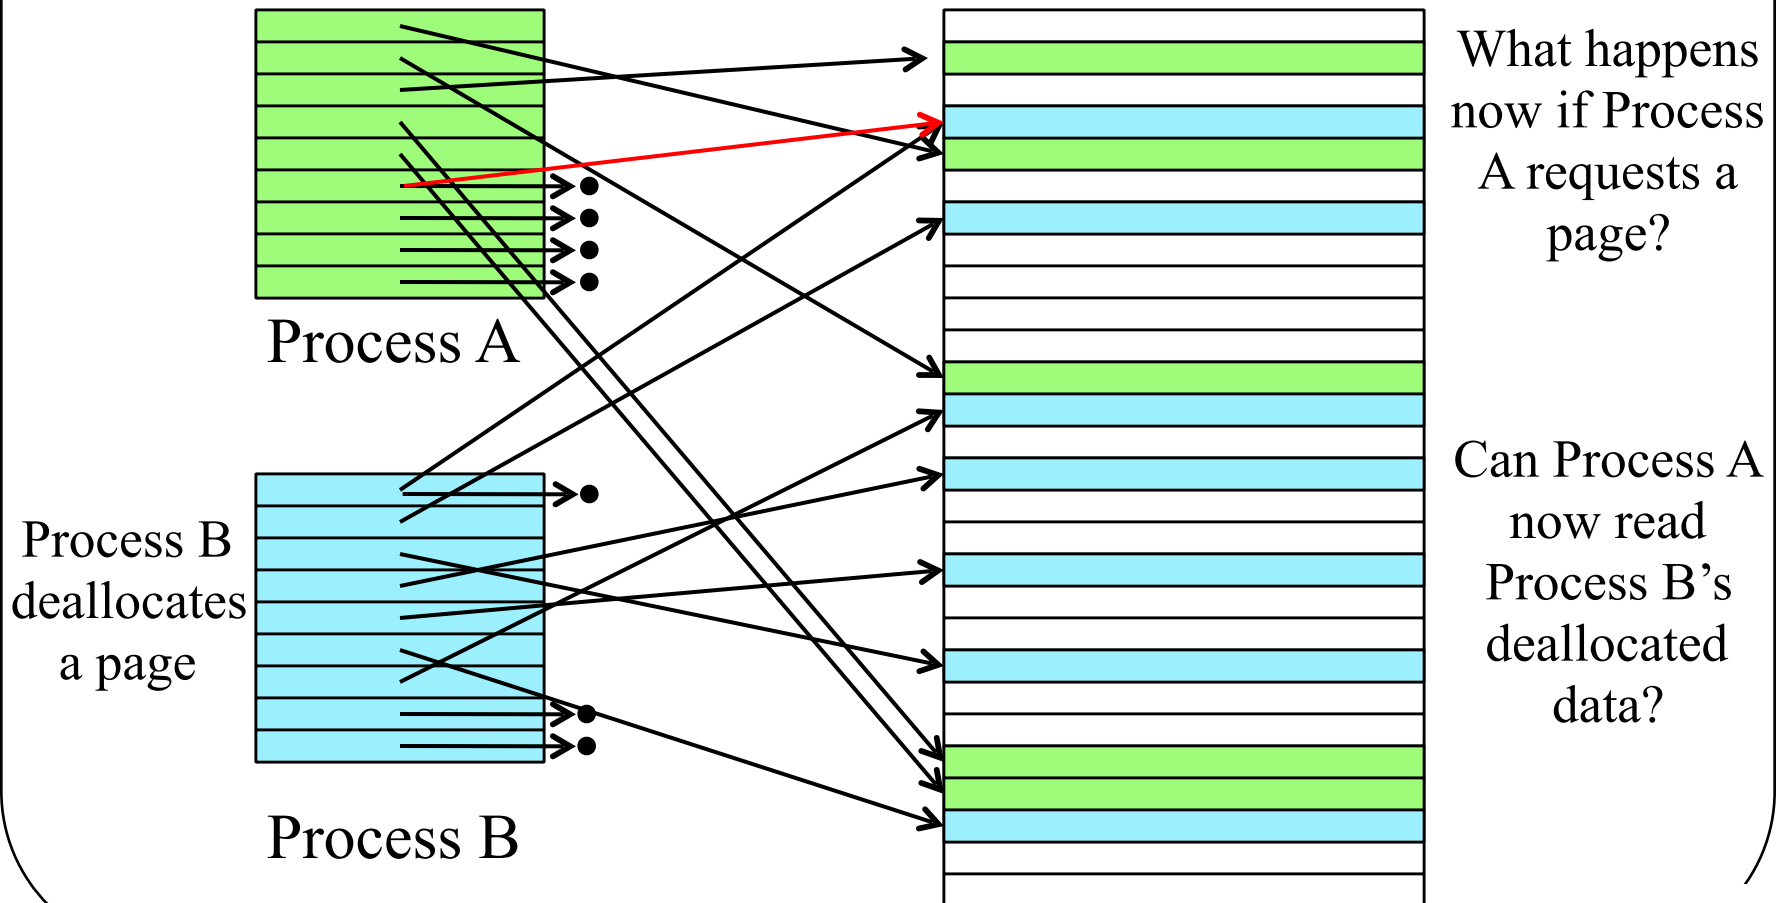 What happens
now if Process
A requests a
page?
Process A
Can Process A
now read
Process B’s
deallocated
data?
Process B
deallocates
a page
Process B